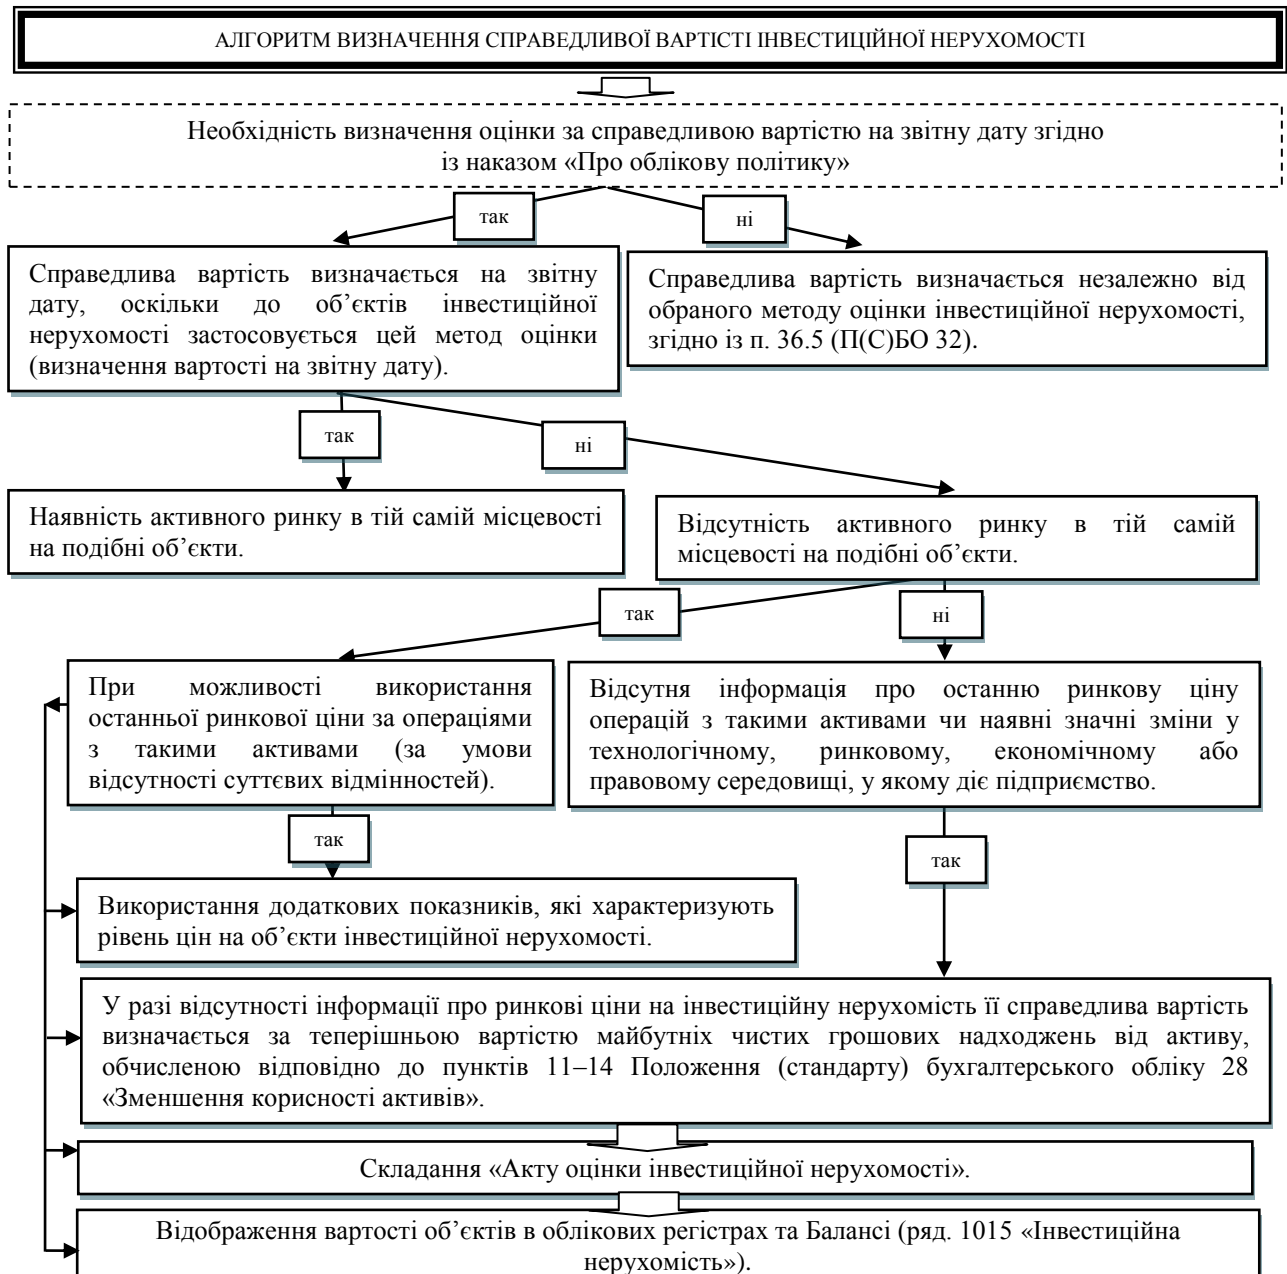 АЛГОРИТМ ВИЗНАЧЕННЯ СПРАВЕДЛИВОЇ ВАРТІСТІ ІНВЕСТИЦІЙНОЇ НЕРУХОМОСТІ
Необхідність визначення оцінки за справедливою вартістю на звітну дату згідно
із наказом «Про облікову політику»
так
ні
Справедлива вартість визначається на звітну
дату, оскільки до об’єктів інвестиційної
нерухомості застосовується цей метод оцінки
(визначення вартості на звітну дату).
Справедлива вартість визначається незалежно від
обраного методу оцінки інвестиційної нерухомості,
згідно із п. 36.5 (П(С)БО 32).
так
ні
Наявність активного ринку в тій самій місцевості
на подібні об’єкти.
Відсутність активного ринку в тій самій
місцевості на подібні об’єкти.
так
ні
При можливості використання
останньої ринкової ціни за операціями
з такими активами (за умови
відсутності суттєвих відмінностей).
Відсутня інформація про останню ринкову ціну
операцій з такими активами чи наявні значні зміни у
технологічному, ринковому, економічному або
правовому середовищі, у якому діє підприємство.
так
так
Використання додаткових показників, які характеризують
рівень цін на об’єкти інвестиційної нерухомості.
У разі відсутності інформації про ринкові ціни на інвестиційну нерухомість її справедлива вартість
визначається за теперішньою вартістю майбутніх чистих грошових надходжень від активу,
обчисленою відповідно до пунктів 11–14 Положення (стандарту) бухгалтерського обліку 28
«Зменшення корисності активів».
Складання «Акту оцінки інвестиційної нерухомості».
Відображення вартості об’єктів в облікових регістрах та Балансі (ряд. 1015 «Інвестиційна
нерухомість»).